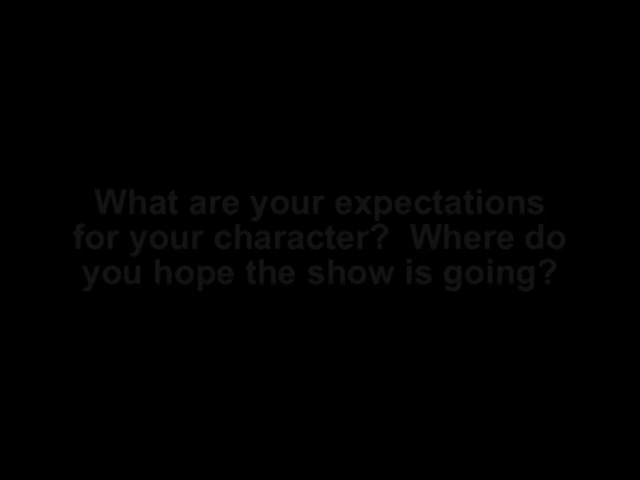 What are your expectations
for your character?  Where do
you hope the show is going?